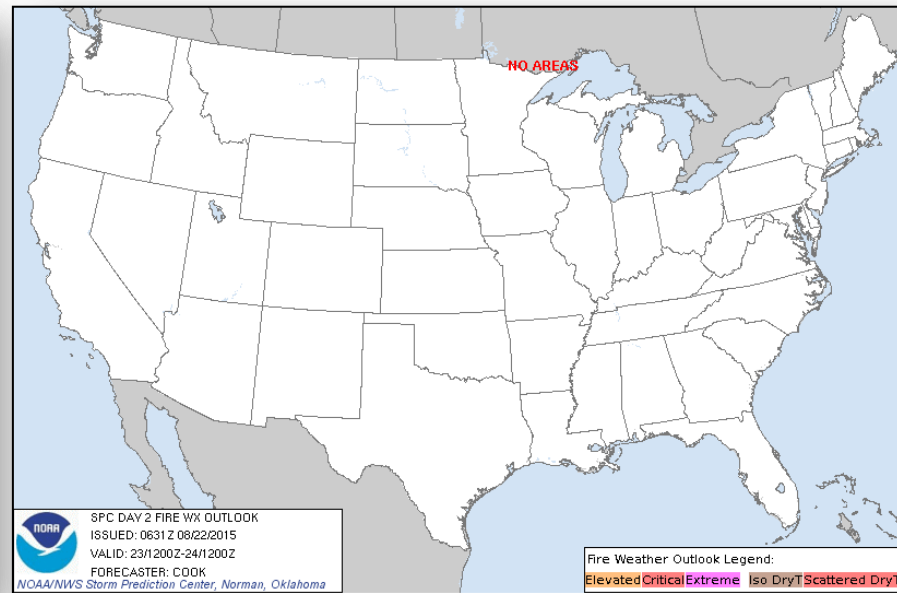 NO AREAS
NOAA
SPC DAY 2 FIRE WX OUTLOOK
ISSUED: 0631Z 08/22/2015
VALID: 23/1200Z-24/1200Z
FORECASTER: COOK
NOAA/NWS Storm Prediction Center, Norman, Oklahoma
Fire Weather Outlook Legend:
Elevated Critical Extreme Iso DryT Scattered DryT